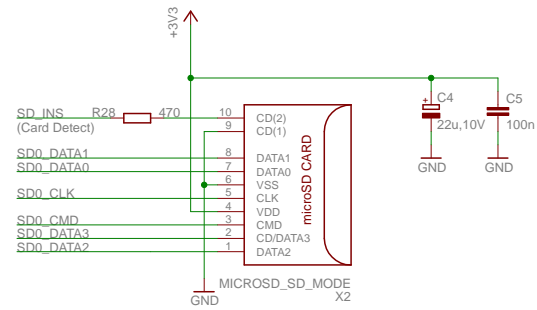 +3V3
SD_INS R28 470 10 CD(2)
(Card Detect) 9 CD(1)
SD0_DATA1 8 DATA1
SD0_DATA0 7 DATA0
6 VSS
SD0_CLK 5 CLK
4 VDD
SD0_CMD 3 CMD
SD0_DATA3 2 CD/DATA3
SD0_DATA2 1 DATA2
microSD CARD
MICROSD_SD_MODE
X2
GND
+ C4
22u,10V
GND
C5
100n
GND